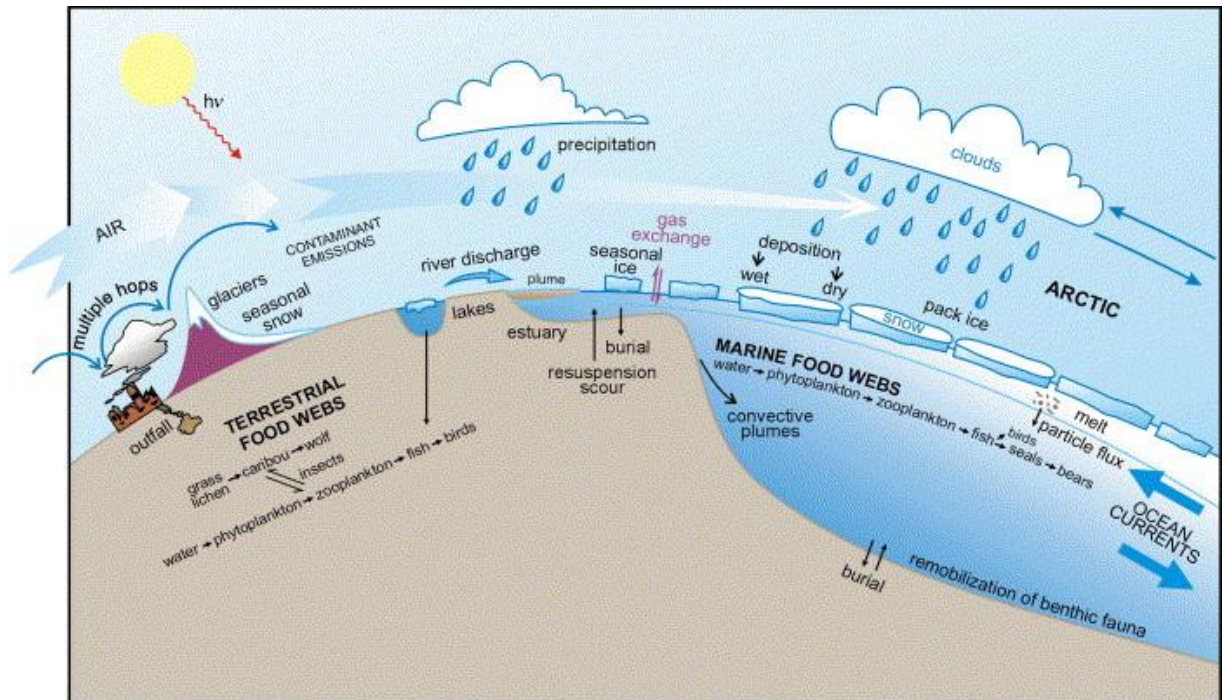 hν
precipitation
clouds
AIR
CONTAMINANT
EMISSIONS
multiple hops
glaciers
seasonal
snow
river discharge
plume
lakes
estuary
seasonal
ice
gas
exchange
deposition
wet
dry
ARCTIC
snow
pack ice
burial
resuspension
scour
MARINE FOOD WEBS
water phytoplankton zooplankton fish birds
seals bears
convective
plumes
melt
particle flux
outfall
TERRESTRIAL
FOOD WEBS
grass
lichen caribou wolf
insects
water phytoplankton zooplankton fish birds
OCEAN
CURRENTS
burial
remobilization of benthic fauna